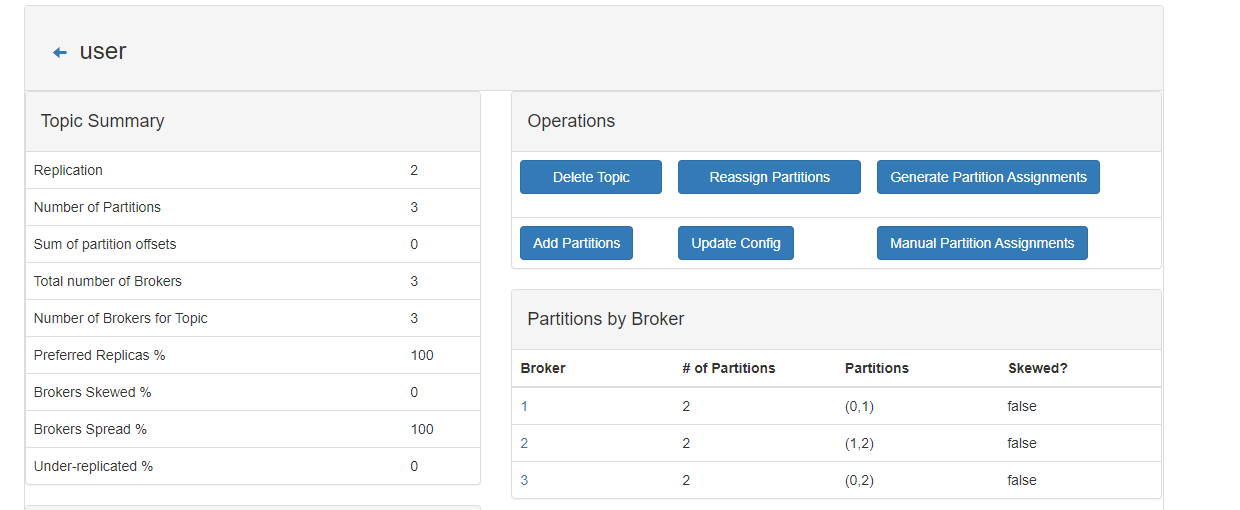 user
Topic Summary
Replication 2
Number of Partitions 3
Sum of partition offsets 0
Total number of Brokers 3
Number of Brokers for Topic 3
Preferred Replicas % 100
Brokers Skewed % 0
Brokers Spread % 100
Under-replicated % 0
Operations
Delete Topic Reassign Partitions Generate Partition Assignments
Add Partitions Update Config Manual Partition Assignments
Partitions by Broker
Broker # of Partitions Partitions Skewed?
1 2 (0,1) false
2 2 (1,2) false
3 2 (0,2) false